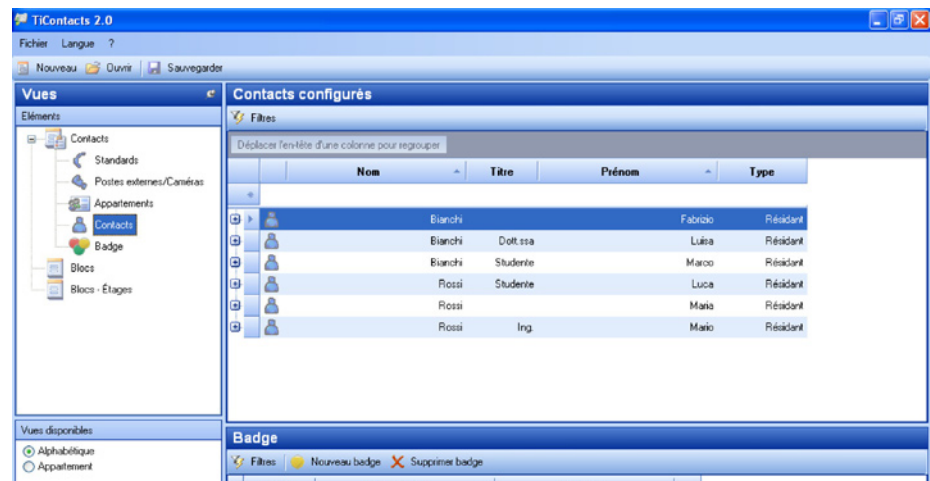 TiContacts 2.0
Fichier Langue ?
Nouveau Ouvrir Sauvegarder
Vues
Eléments
Contacts
Standards
Postes externes/Caméras
Appartements
Contacts
Badge
Blocs
Blocs - Étages
Vues disponibles
Alphabétique
Appartement
Contacts configurés
Filtres
Déplacer l'en-tête d'une colonne pour regrouper
Nom Titre Prénom Type
Bianchi Fabrizio Résidant
Bianchi Dott.ssa Luisa Résidant
Bianchi Studente Marco Résidant
Rossi Studente Luca Résidant
Rossi Maria Résidant
Rossi Ing. Mario Résidant
Badge
Filtres Nouveau badge Supprimer badge